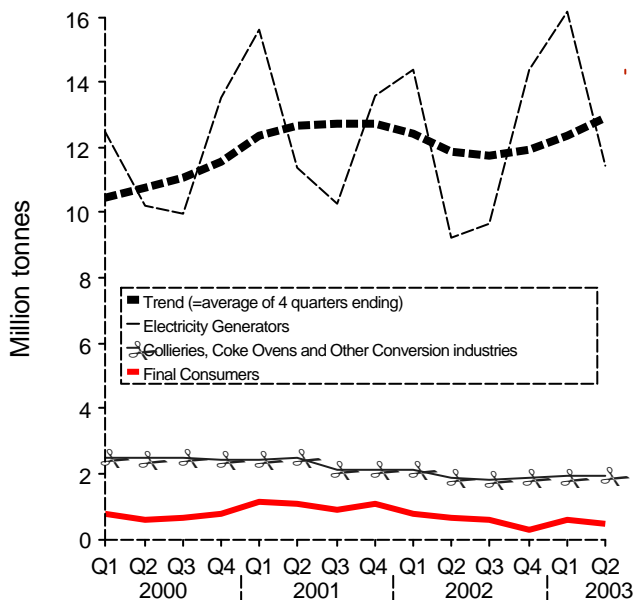 16
14
12
10
8
6
4
2
0
Million tonnes
Trend (=average of 4 quarters ending)
Electricity Generators
Collieries, Coke Ovens and Other Conversion industries
Final Consumers
Q1 Q2 Q3 Q4 Q1 Q2 Q3 Q4 Q1 Q2 Q3 Q4 Q1 Q2
2000 2001 2002 2003